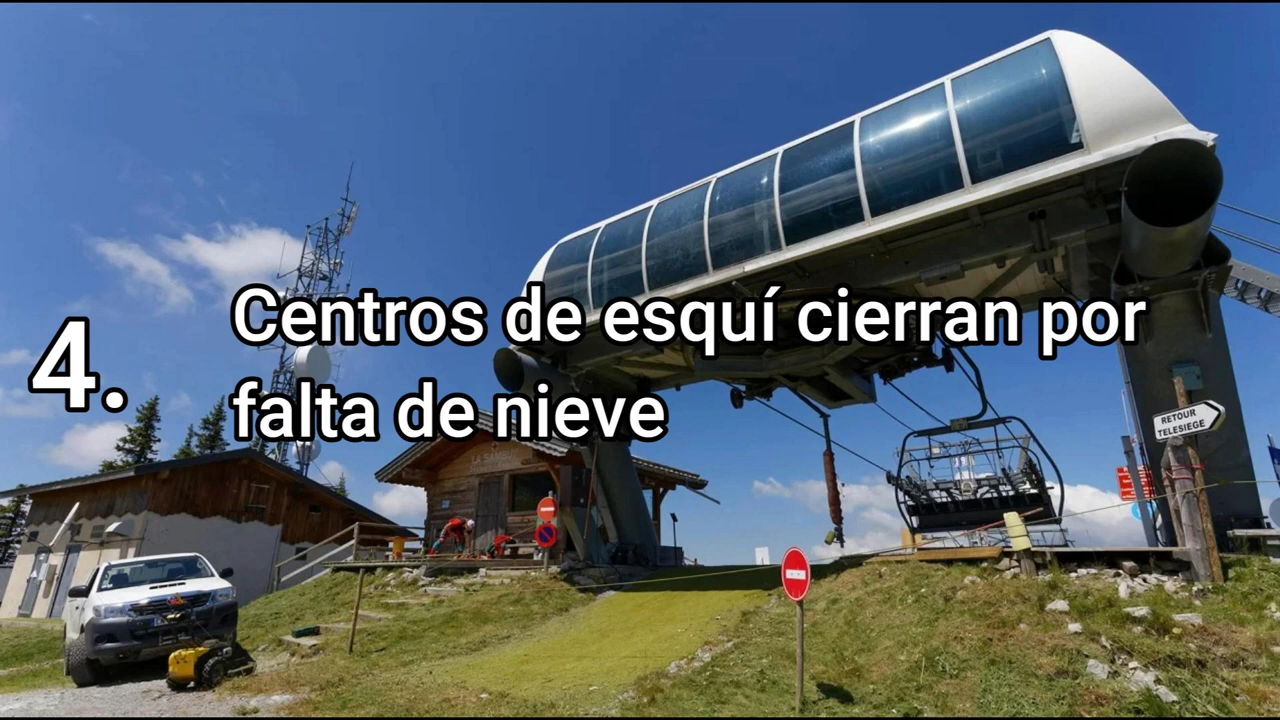 4.
Centros de esquí cierran por
falta de nieve
RETOUR
TELESIEGE